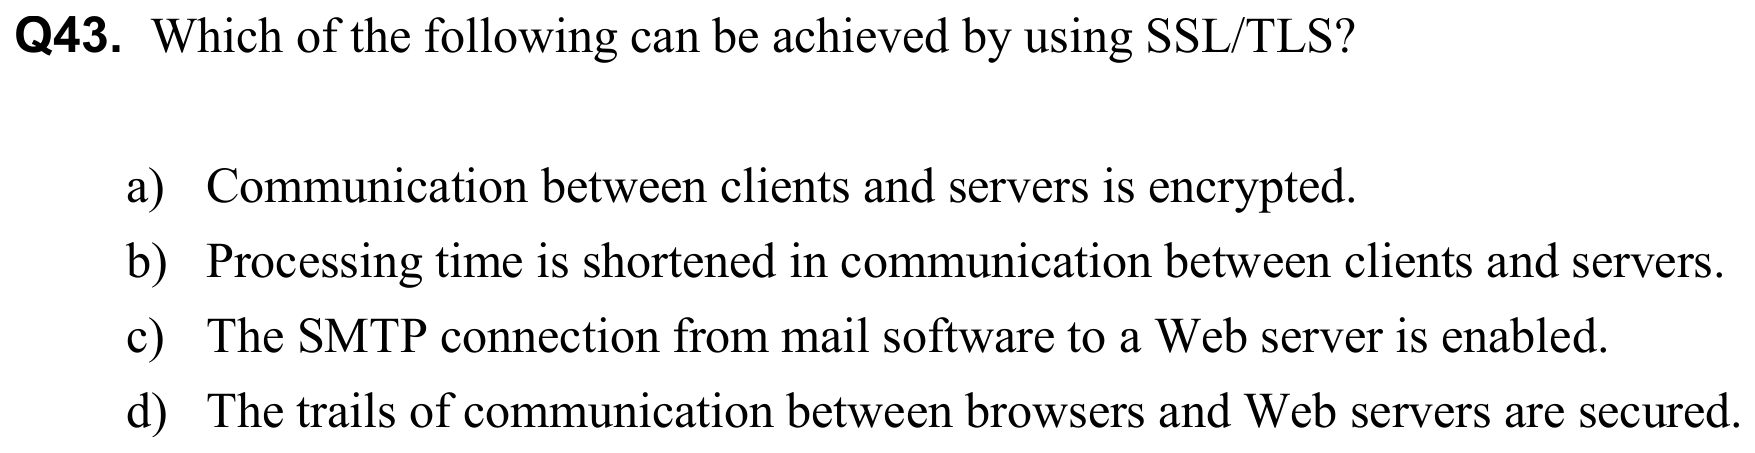 Q43. Which of the following can be achieved by using SSL/TLS?
a) Communication between clients and servers is encrypted.
b) Processing time is shortened in communication between clients and servers.
c) The SMTP connection from mail software to a Web server is enabled.
d) The trails of communication between browsers and Web servers are secured.